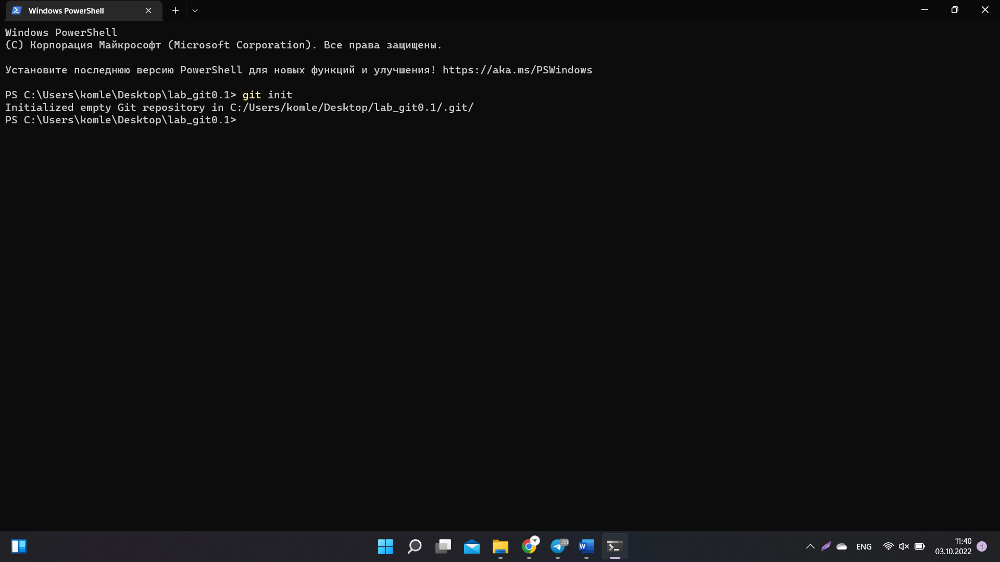 Windows PowerShell
Windows PowerShell
(C) Корпорация Майкрософт (Microsoft Corporation). Все права защищены.
Установите последнюю версию PowerShell для новых функций и улучшения! https://aka.ms/PSWindows
PS C:\Users\komle\Desktop\lab_git0.1> git init
Initialized empty Git repository in C:/Users/komle/Desktop/lab_git0.1/.git/
PS C:\Users\komle\Desktop\lab_git0.1>
.00
W
ENG
11:40
03.10.2022
1